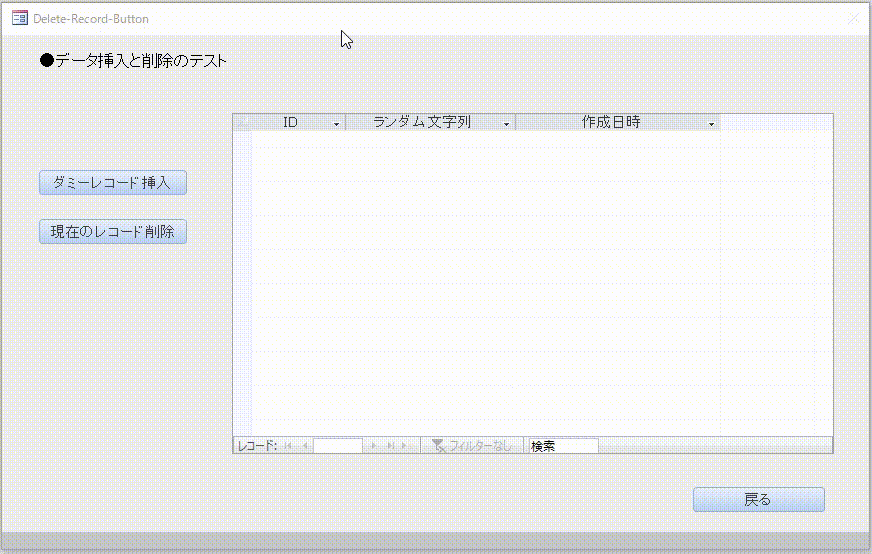 Delete-Record-Button
●データ挿入と削除のテスト
ID ランダム文字列 作成日時
ダミーレコード挿入
現在のレコード削除
レコード: フィルターなし 検索
戻る